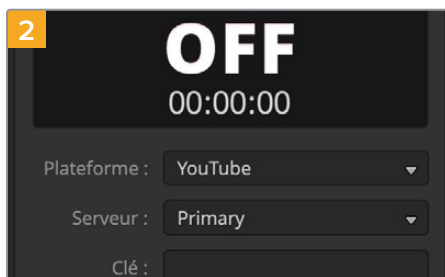 2
OFF
00:00:00
Plateforme : YouTube
Serveur : Primary
Clé :